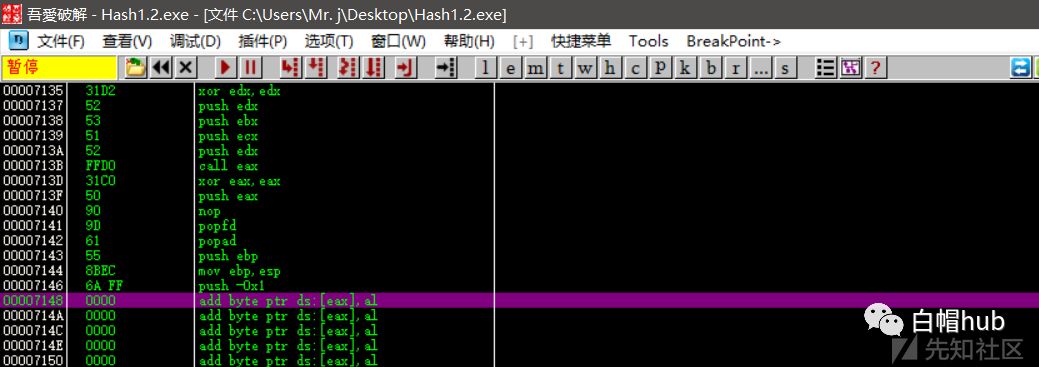 吾愛破解 - Hash1.2.exe - [文件 C:\Users\Mr. j\Desktop\Hash1.2.exe]
文件(F) 查看(V) 调试(D) 插件(P) 选项(T) 窗口(W) 帮助(H) [+] 快捷菜单 Tools BreakPoint->
暂停 l e m t w h c p k b r ... s ?
00007135 31D2 xor edx,edx
00007137 52 push edx
00007138 53 push ebx
00007139 51 push ecx
0000713A 52 push edx
0000713B FFD0 call eax
0000713D 31C0 xor eax,eax
0000713F 50 push eax
00007140 90 nop
00007141 9D popfd
00007142 61 popad
00007143 55 push ebp
00007144 8BEC mov ebp,esp
00007146 6A FF push -0x1
00007148 0000 add byte ptr ds:[eax],al
0000714A 0000 add byte ptr ds:[eax],al
0000714C 0000 add byte ptr ds:[eax],al
0000714E 0000 add byte ptr ds:[eax],al
00007150 0000 add byte ptr ds:[eax],al
白帽hub
先知社区